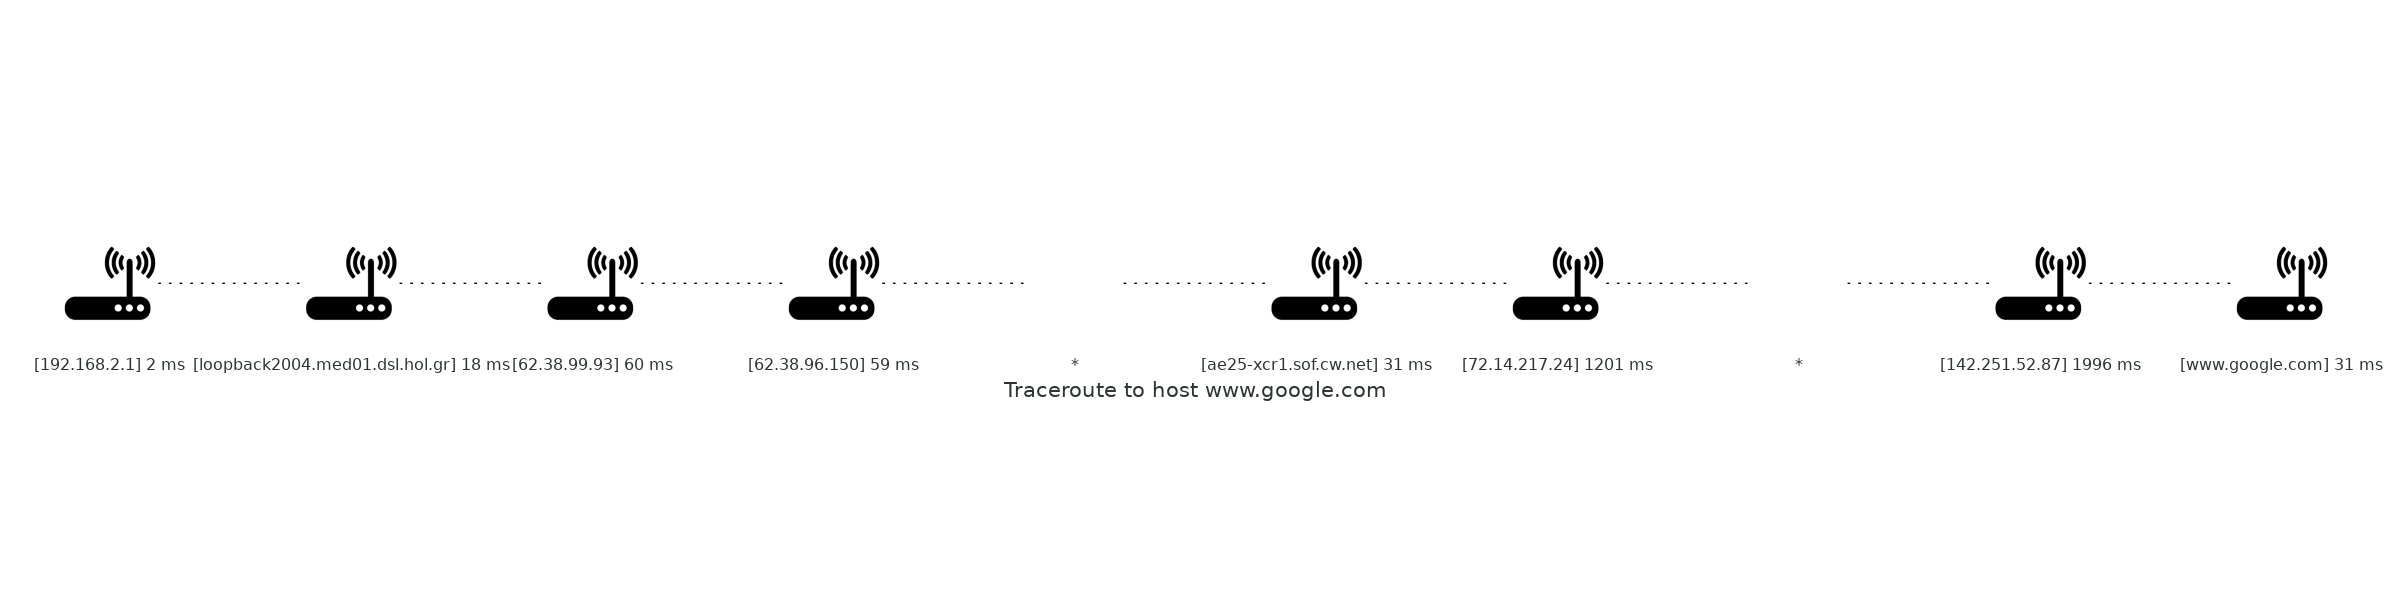 [192.168.2.1] 2 ms [loopback2004.med01.dsl.hol.gr] 18 ms [62.38.99.93] 60 ms [62.38.96.150] 59 ms * [ae25-xcr1.sof.cw.net] 31 ms [72.14.217.24] 1201 ms * [142.251.52.87] 1996 ms [www.google.com] 31 ms
Traceroute to host www.google.com